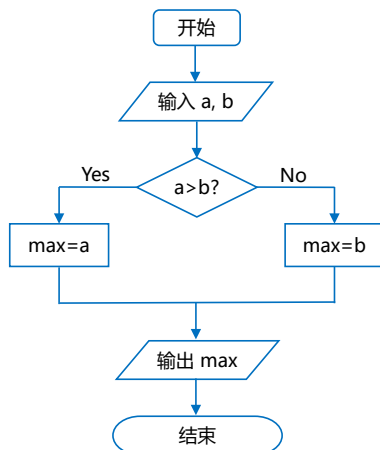 开始
输入 a, b
a>b?
Yes
No
max=a
max=b
输出 max
结束